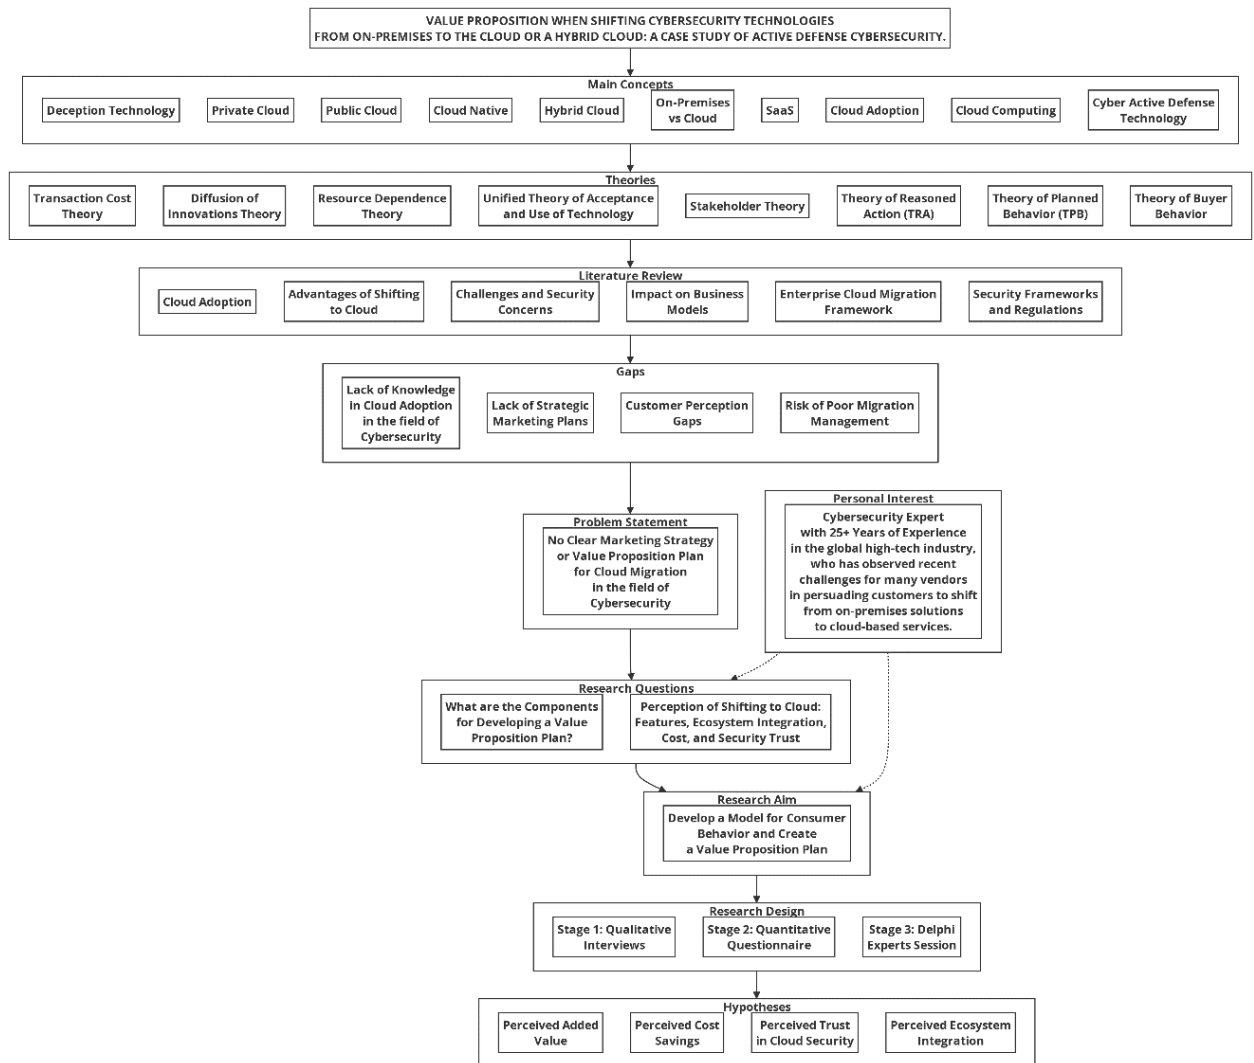 VALUE PROPOSITION WHEN SHIFTING CYBERSECURITY TECHNOLOGIES
FROM ON-PREMISES TO THE CLOUD OR A HYBRID CLOUD: A CASE STUDY OF ACTIVE DEFENSE CYBERSECURITY.
Main Concepts
Deception Technology
Private Cloud
Public Cloud
Cloud Native
Hybrid Cloud
On-Premises
vs Cloud
SaaS
Cloud Adoption
Cloud Computing
Cyber Active Defense
Technology
Theories
Transaction Cost
Theory
Diffusion of
Innovations Theory
Resource Dependence
Theory
Unified Theory of Acceptance
and Use of Technology
Stakeholder Theory
Theory of Reasoned
Action (TRA)
Theory of Planned
Behavior (TPB)
Theory of Buyer
Behavior
Literature Review
Cloud Adoption
Advantages of Shifting
to Cloud
Challenges and Security
Concerns
Impact on Business
Models
Enterprise Cloud Migration
Framework
Security Frameworks
and Regulations
Gaps
Lack of Knowledge
in Cloud Adoption
in the field of
Cybersecurity
Lack of Strategic
Marketing Plans
Customer Perception
Gaps
Risk of Poor Migration
Management
Problem Statement
No Clear Marketing Strategy
or Value Proposition Plan
for Cloud Migration
in the field of
Cybersecurity
Personal Interest
Cybersecurity Expert
with 25+ Years of Experience
in the global high-tech industry,
who has observed recent
challenges for many vendors
in persuading customers to shift
from on-premises solutions
to cloud-based services.
Research Questions
What are the Components
for Developing a Value
Proposition Plan?
Perception of Shifting to Cloud:
Features, Ecosystem Integration,
Cost, and Security Trust
Research Aim
Develop a Model for Consumer
Behavior and Create
a Value Proposition Plan
Research Design
Stage 1: Qualitative
Interviews
Stage 2: Quantitative
Questionnaire
Stage 3: Delphi
Experts Session
Hypotheses
Perceived Added
Value
Perceived Cost
Savings
Perceived Trust
in Cloud Security
Perceived Ecosystem
Integration